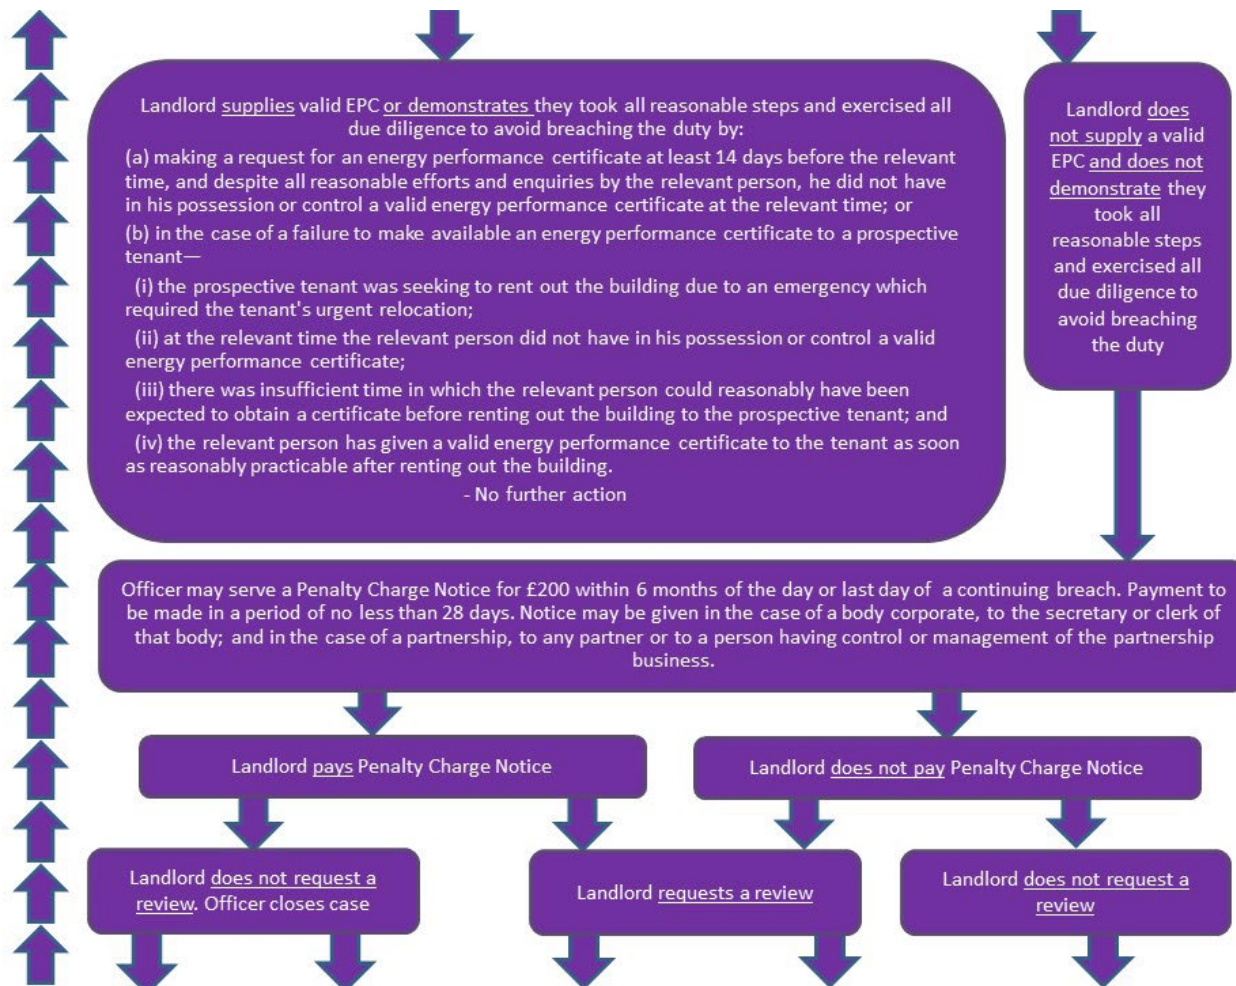 Landlord supplies valid EPC or demonstrates they took all reasonable steps and exercised all
due diligence to avoid breaching the duty by:
(a) making a request for an energy performance certificate at least 14 days before the relevant
time, and despite all reasonable efforts and enquiries by the relevant person, he did not have
in his possession or control a valid energy performance certificate at the relevant time; or
(b) in the case of a failure to make available an energy performance certificate to a prospective
tenant—
(i) the prospective tenant was seeking to rent out the building due to an emergency which
required the tenant's urgent relocation;
(ii) at the relevant time the relevant person did not have in his possession or control a valid
energy performance certificate;
(iii) there was insufficient time in which the relevant person could reasonably have been
expected to obtain a certificate before renting out the building to the prospective tenant; and
(iv) the relevant person has given a valid energy performance certificate to the tenant as soon
as reasonably practicable after renting out the building.
- No further action
Landlord does
not supply a valid
EPC and does not
demonstrate they
took all
reasonable steps
and exercised all
due diligence to
avoid breaching
the duty
Officer may serve a Penalty Charge Notice for £200 within 6 months of the day or last day of a continuing breach. Payment to
be made in a period of no less than 28 days. Notice may be given in the case of a body corporate, to the secretary or clerk of
that body; and in the case of a partnership, to any partner or to a person having control or management of the partnership
business.
Landlord pays Penalty Charge Notice
Landlord does not pay Penalty Charge Notice
Landlord does not request a
review. Officer closes case
Landlord requests a review
Landlord does not request a
review